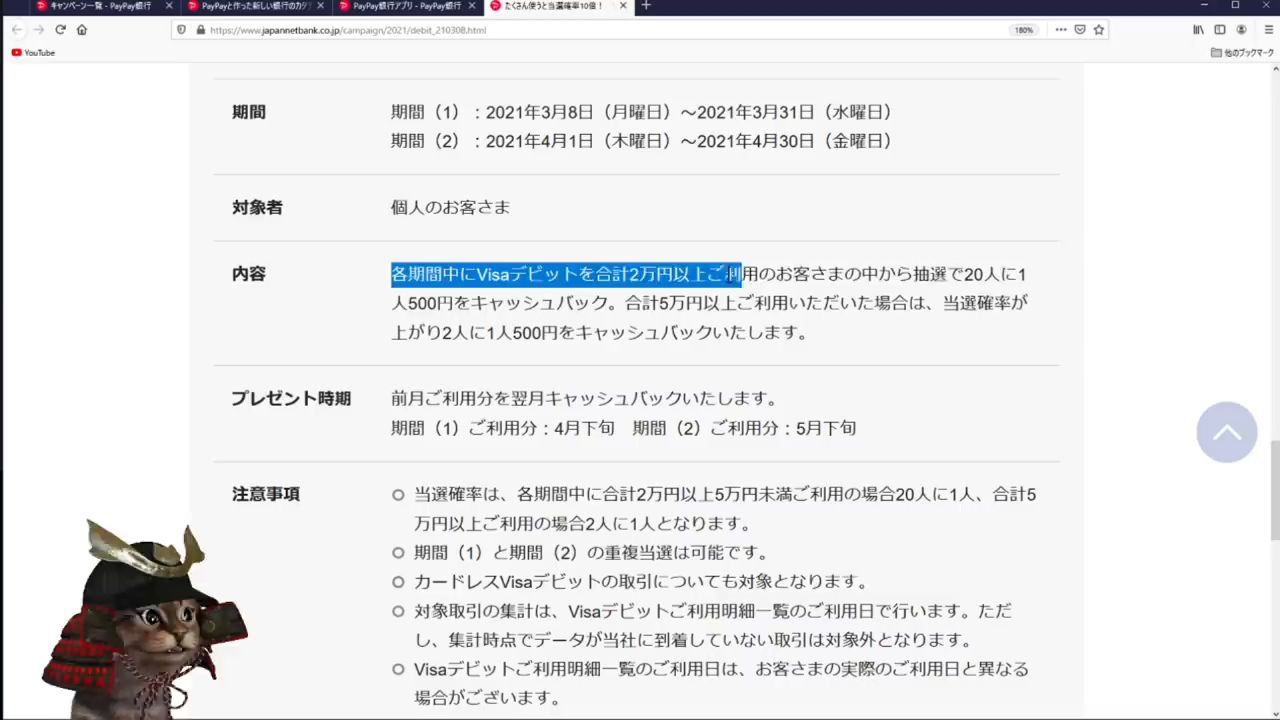 キャンペーン一覧 - PayPay銀行
PayPayと作った新しい銀行のカタ
PayPay銀行アプリ - PayPay銀行
たくさん使うと当選確率10倍！
https://www.japannetbank.co.jp/campaign/2021/debit_210308.html
180%
YouTube
他のブックマーク
期間
期間（1）：2021年3月8日（月曜日）～2021年3月31日（水曜日）
期間（2）：2021年4月1日（木曜日）～2021年4月30日（金曜日）
対象者
個人のお客さま
内容
各期間中にVisaデビットを合計2万円以上ご利用のお客さまの中から抽選で20人に1
人500円をキャッシュバック。合計5万円以上ご利用いただいた場合は、当選確率が
上がり2人に1人500円をキャッシュバックいたします。
プレゼント時期
前月ご利用分を翌月キャッシュバックいたします。
期間（1）ご利用分：4月下旬　期間（2）ご利用分：5月下旬
注意事項
当選確率は、各期間中に合計2万円以上5万円未満ご利用の場合20人に1人、合計5
万円以上ご利用の場合2人に1人となります。
期間（1）と期間（2）の重複当選は可能です。
カードレスVisaデビットの取引についても対象となります。
対象取引の集計は、Visaデビットご利用明細一覧のご利用日で行います。ただ
し、集計時点でデータが当社に到着していない取引は対象外となります。
Visaデビットご利用明細一覧のご利用日は、お客さまの実際のご利用日と異なる
場合がございます。